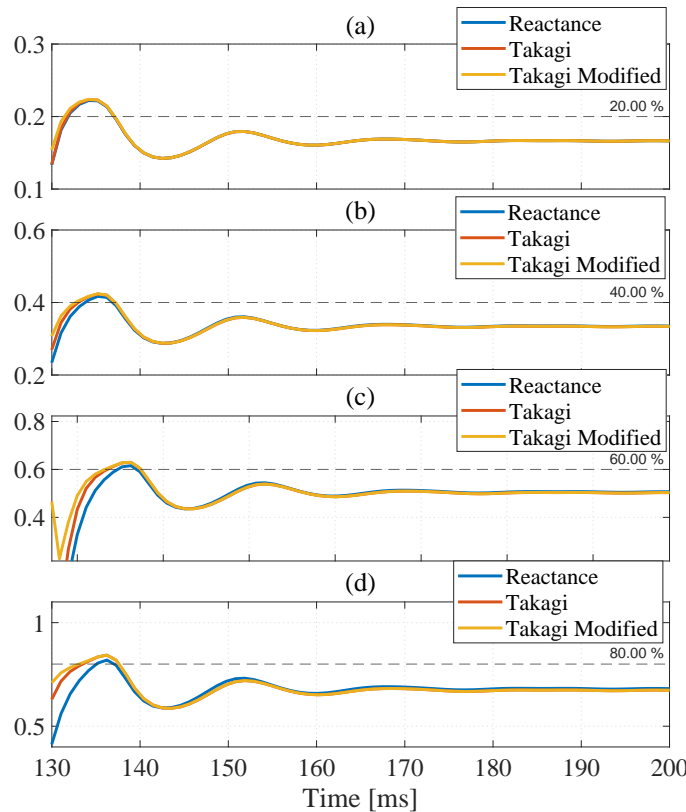 (a)
0.3
0.2
0.1
Reactance
Takagi
Takagi Modified
20.00 %
(b)
0.6
0.4
0.2
Reactance
Takagi
Takagi Modified
40.00 %
(c)
0.8
0.6
0.4
Reactance
Takagi
Takagi Modified
60.00 %
(d)
1
0.5
Reactance
Takagi
Takagi Modified
80.00 %
130 140 150 160 170 180 190 200
Time [ms]